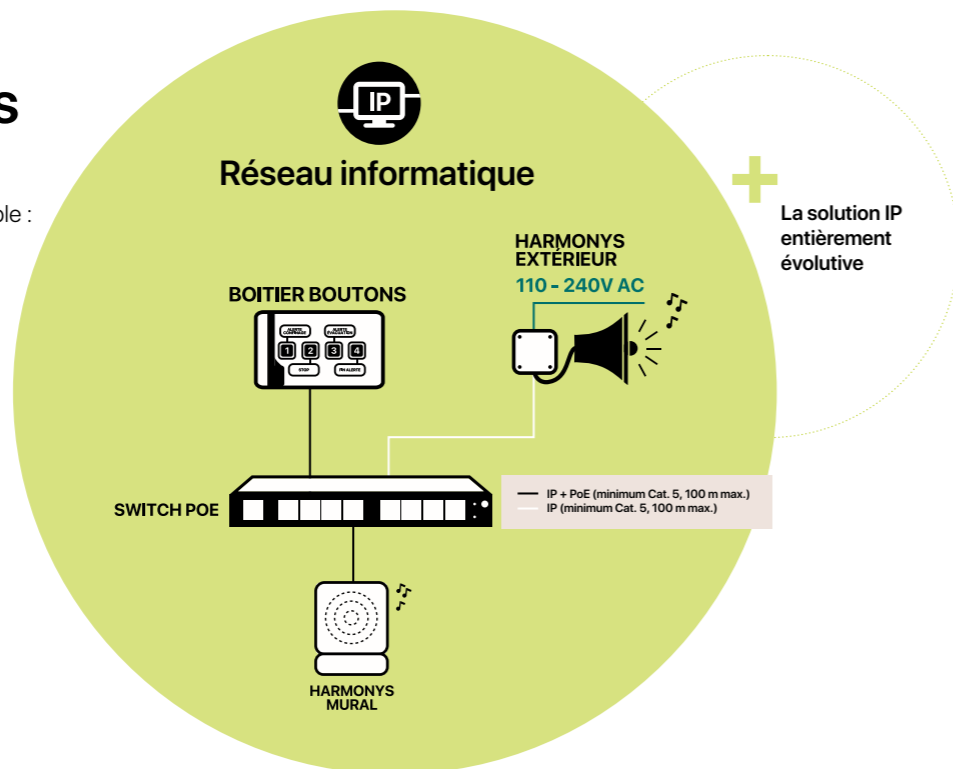 s
ple :
IP
Réseau informatique
La solution IP
entièrement
évolutive
HARMONYS
EXTÉRIEUR
110 - 240V AC
BOITIER BOUTONS
ALERTE
CONFINAGE
ALERTE
ÉVACUATION
1 2 3 4
STOP
FIN ALERTE
SWITCH POE
IP + PoE (minimum Cat. 5, 100 m max.)
IP (minimum Cat. 5, 100 m max.)
HARMONYS
MURAL